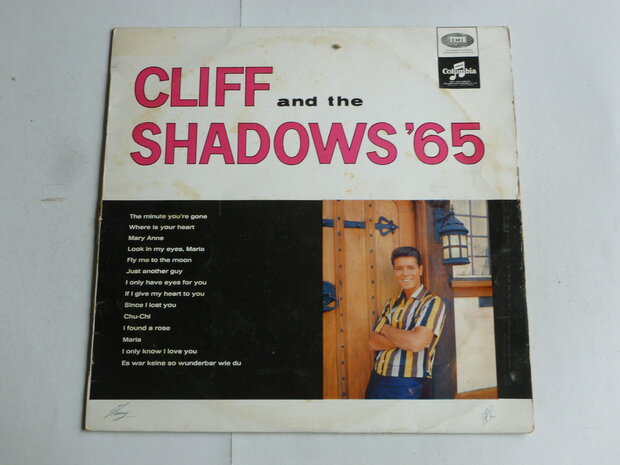 EMI
Columbia
CLIFF and the
SHADOWS '65
The minute you're gone
Where is your heart
Mary Anne
Look in my eyes, Maria
Fly me to the moon
Just another guy
I only have eyes for you
If I give my heart to you
Since I lost you
Chu-Chi
I found a rose
Maria
I only know I love you
Es war keine so wunderbar wie du